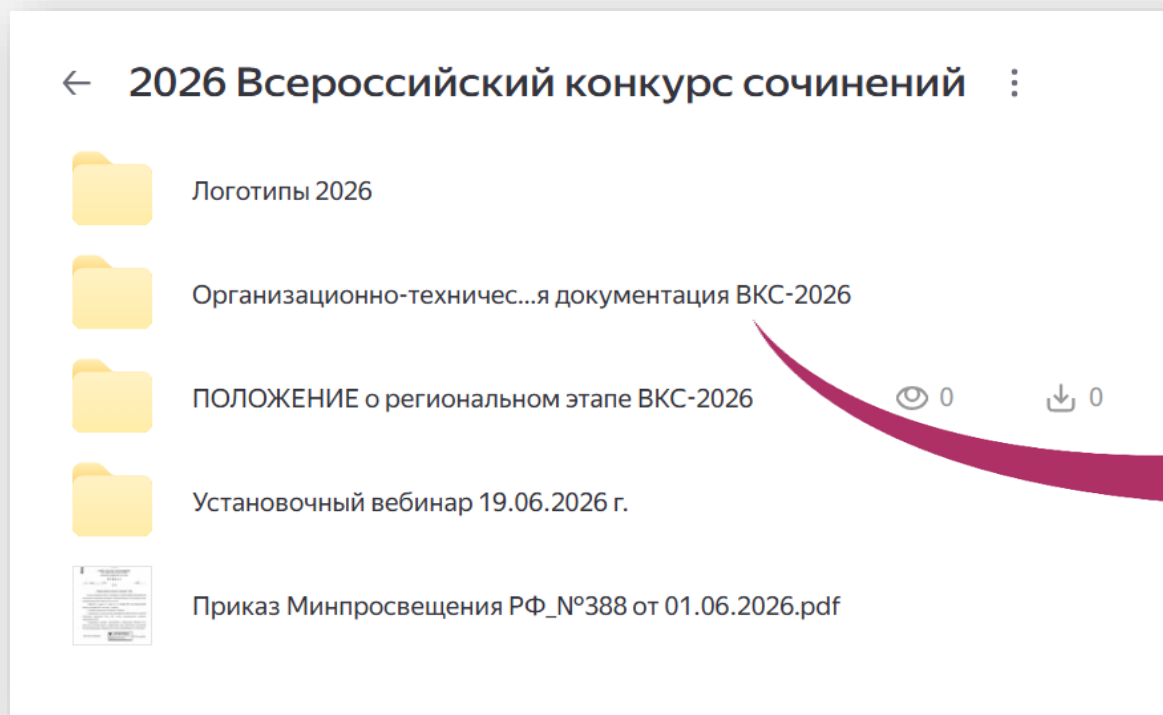 2026 Всероссийский конкурс сочинений
Логотипы 2026
Организационно-техничес...я документация ВКС-2026
ПОЛОЖЕНИЕ о региональном этапе ВКС-2026 0 0
Установочный вебинар 19.06.2026 г.
Приказ Минпросвещения РФ_№388 от 01.06.2026.pdf